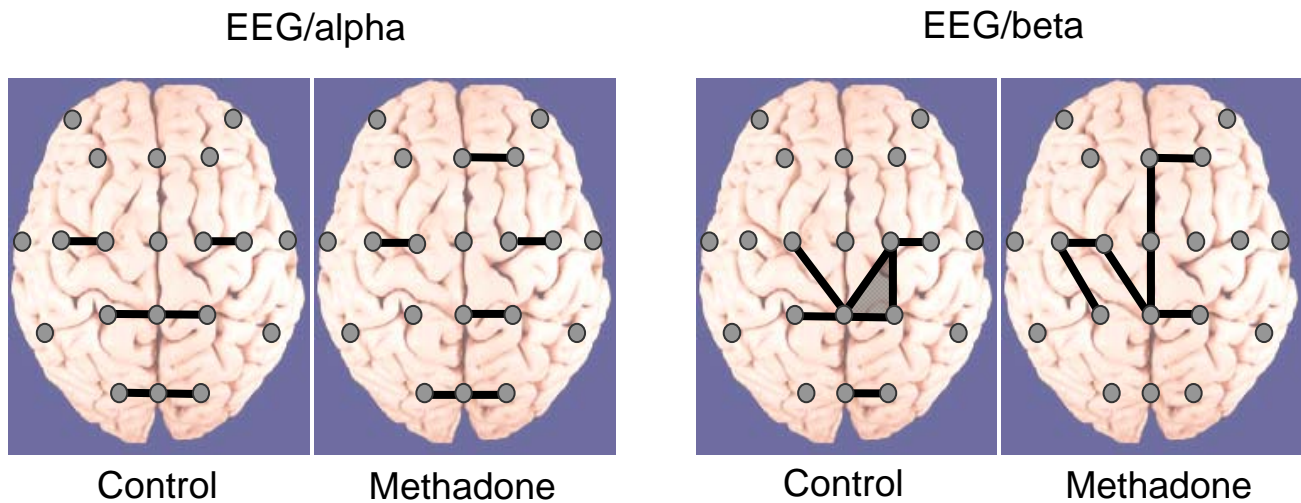 EEG/alpha
EEG/beta
Control
Methadone
Control
Methadone